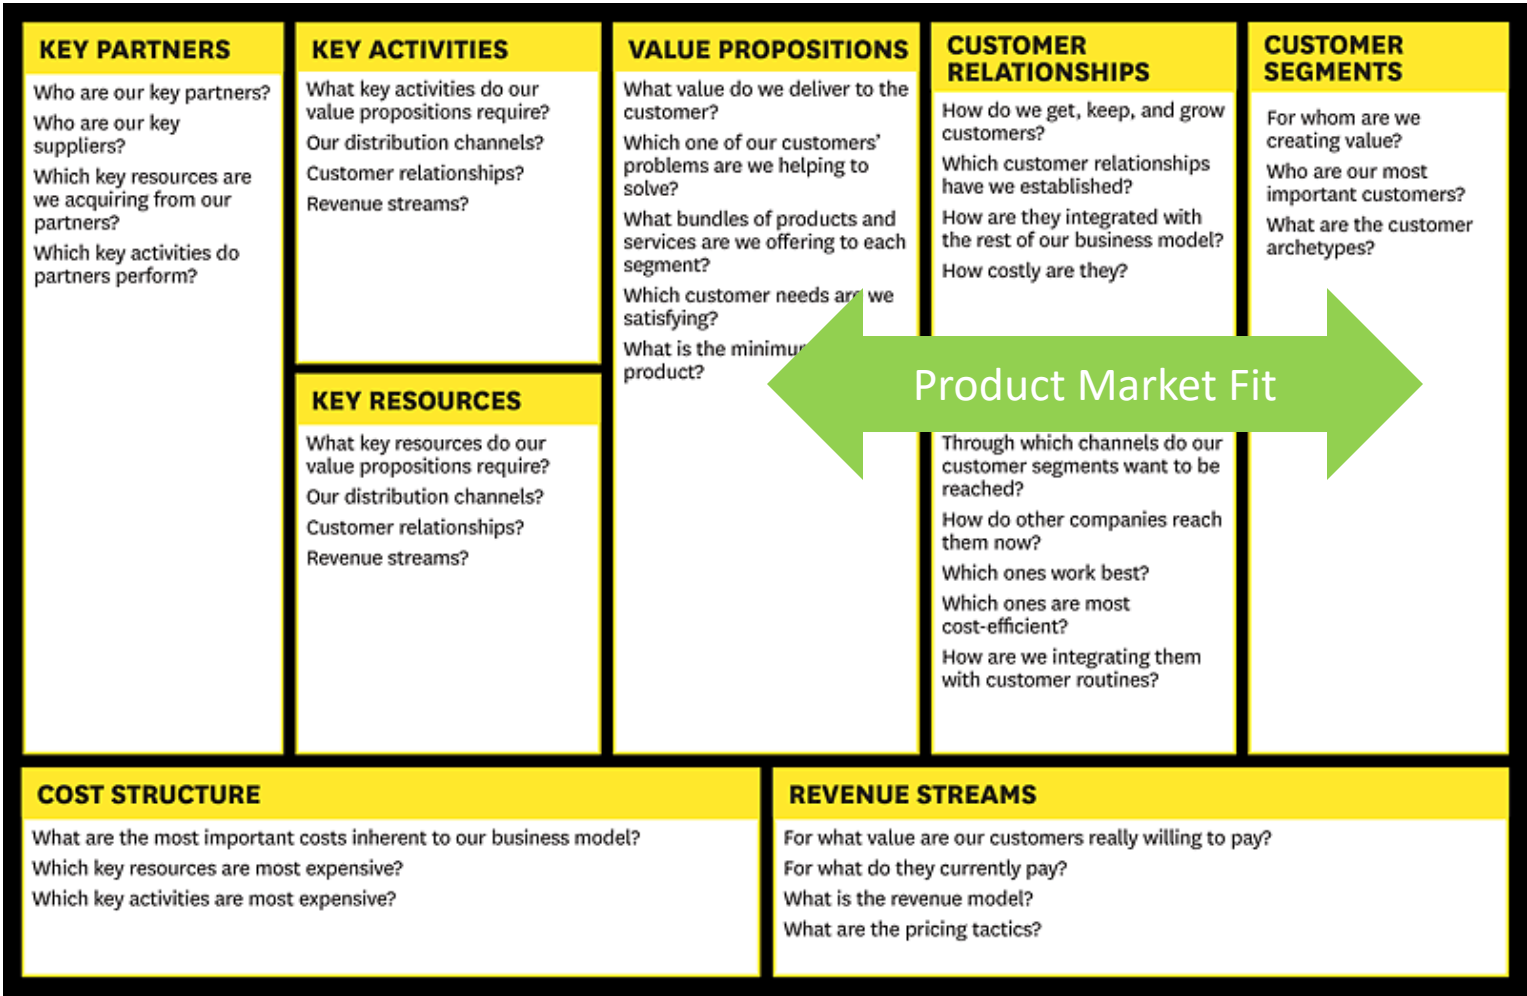 KEY PARTNERS
Who are our key partners?
Who are our key
suppliers?
Which key resources are
we acquiring from our
partners?
Which key activities do
partners perform?
KEY ACTIVITIES
What key activities do our
value propositions require?
Our distribution channels?
Customer relationships?
Revenue streams?
KEY RESOURCES
What key resources do our
value propositions require?
Our distribution channels?
Customer relationships?
Revenue streams?
VALUE PROPOSITIONS
What value do we deliver to the
customer?
Which one of our customers’
problems are we helping to
solve?
What bundles of products and
services are we offering to each
segment?
Which customer needs are we
satisfying?
What is the
product?
CUSTOMER
RELATIONSHIPS
How do we get, keep, and grow
customers?
Which customer relationships
have we established?
How are they integrated with
the rest of our business model?
How costly are they?
Product Market Fit
Through which channels do our
customer segments want to be
reached?
How do other companies reach
them now?
Which ones work best?
Which ones are most
cost-efficient?
How are we integrating them
with customer routines?
CUSTOMER
SEGMENTS
For whom are we
creating value?
Who are our most
important customers?
What are the customer
archetypes?
COST STRUCTURE
What are the most important costs inherent to our business model?
Which key resources are most expensive?
Which key activities are most expensive?
REVENUE STREAMS
For what value are our customers really willing to pay?
For what do they currently pay?
What is the revenue model?
What are the pricing tactics?